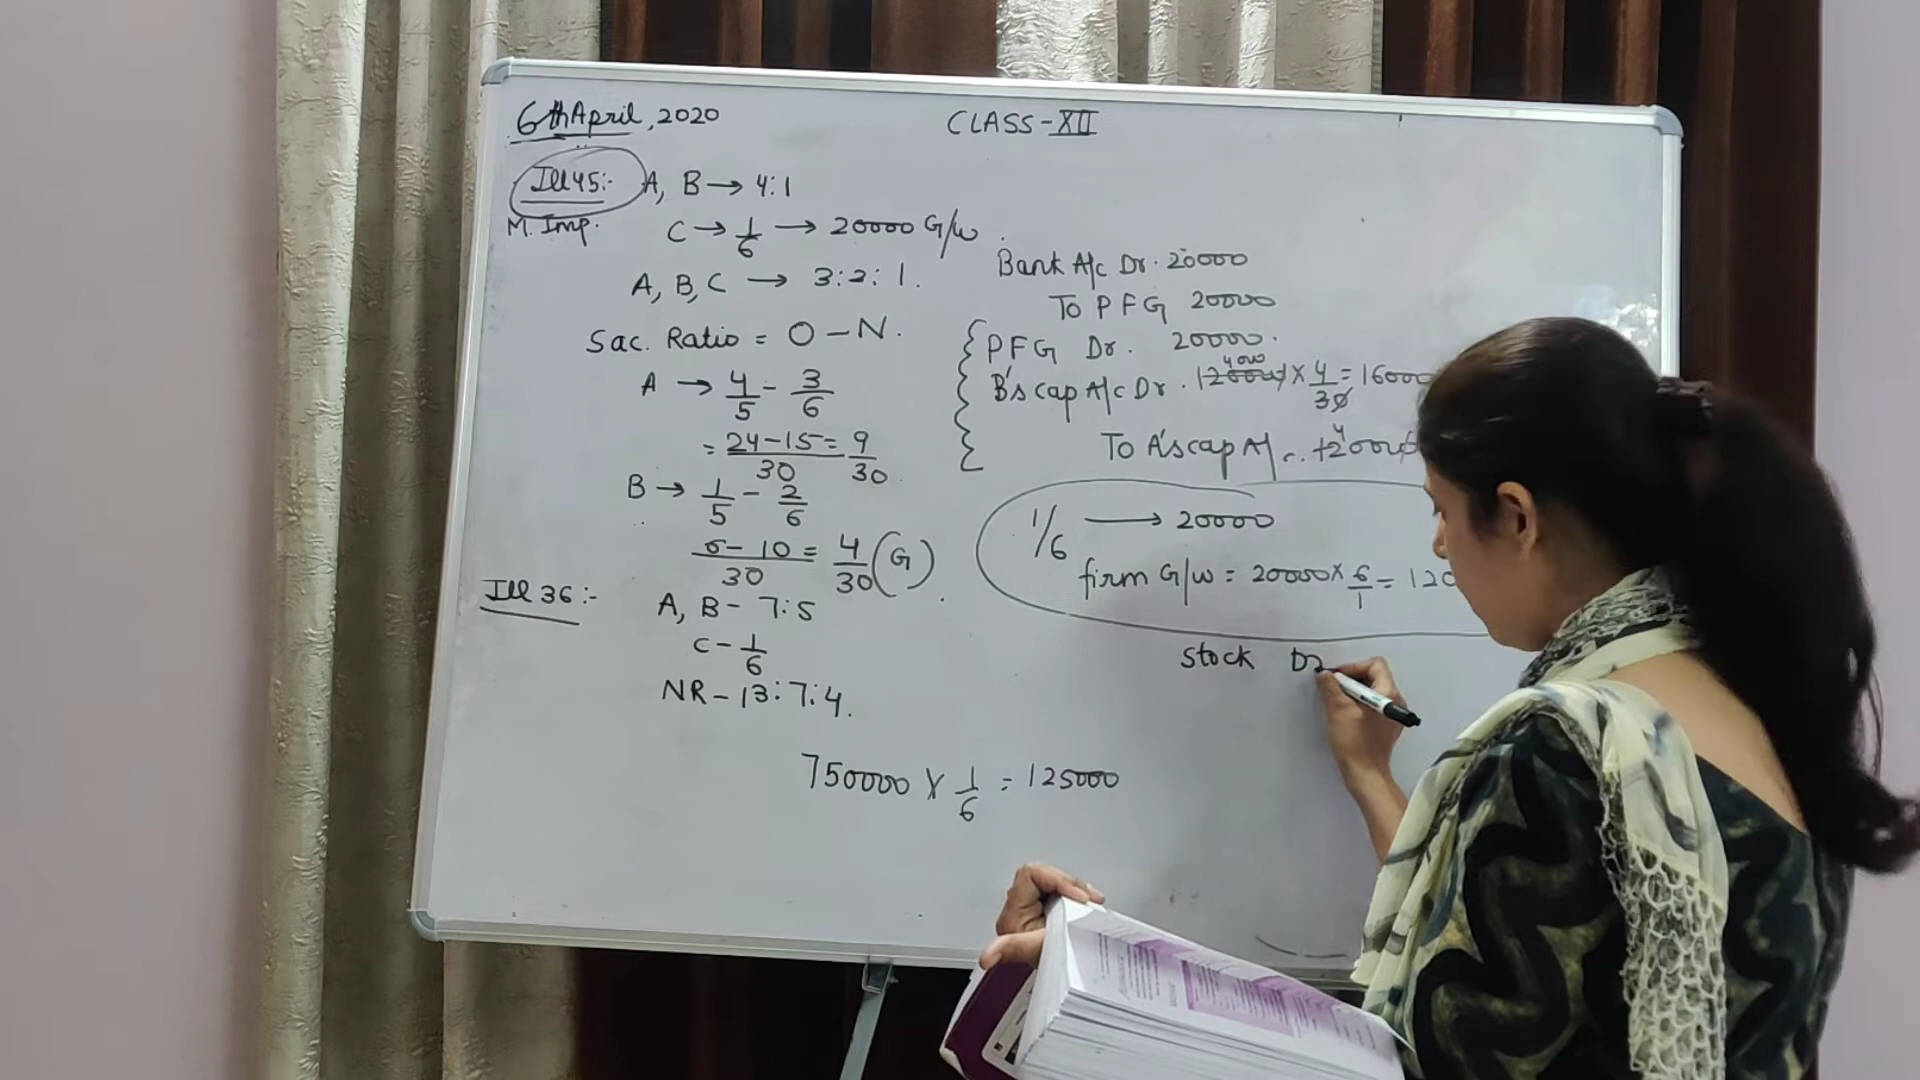 6th April, 2020
CLASS - XII
Ill 45:- A, B → 4:1
M. Imp.
C → 1/6 → 20000 G/w
A, B, C → 3:2:1.
Sac. Ratio = O - N.
A → 4/5 - 3/6
= 24-15/30 = 9/30
B → 1/5 - 2/6
6-10/30 = 4/30 (G)
Bank A/c Dr. 20000
To PFG 20000
PFG Dr. 20000.
4000
B's cap A/c Dr. 120000 × 4/30 = 16000
To A's cap A/c.
1/6 → 20000
firm G/w = 20000 × 6/1 = 120
Stock Dr
Ill 36:-
A, B - 7:5
C - 1/6
NR - 13:7:4.
750000 × 1/6 = 125000